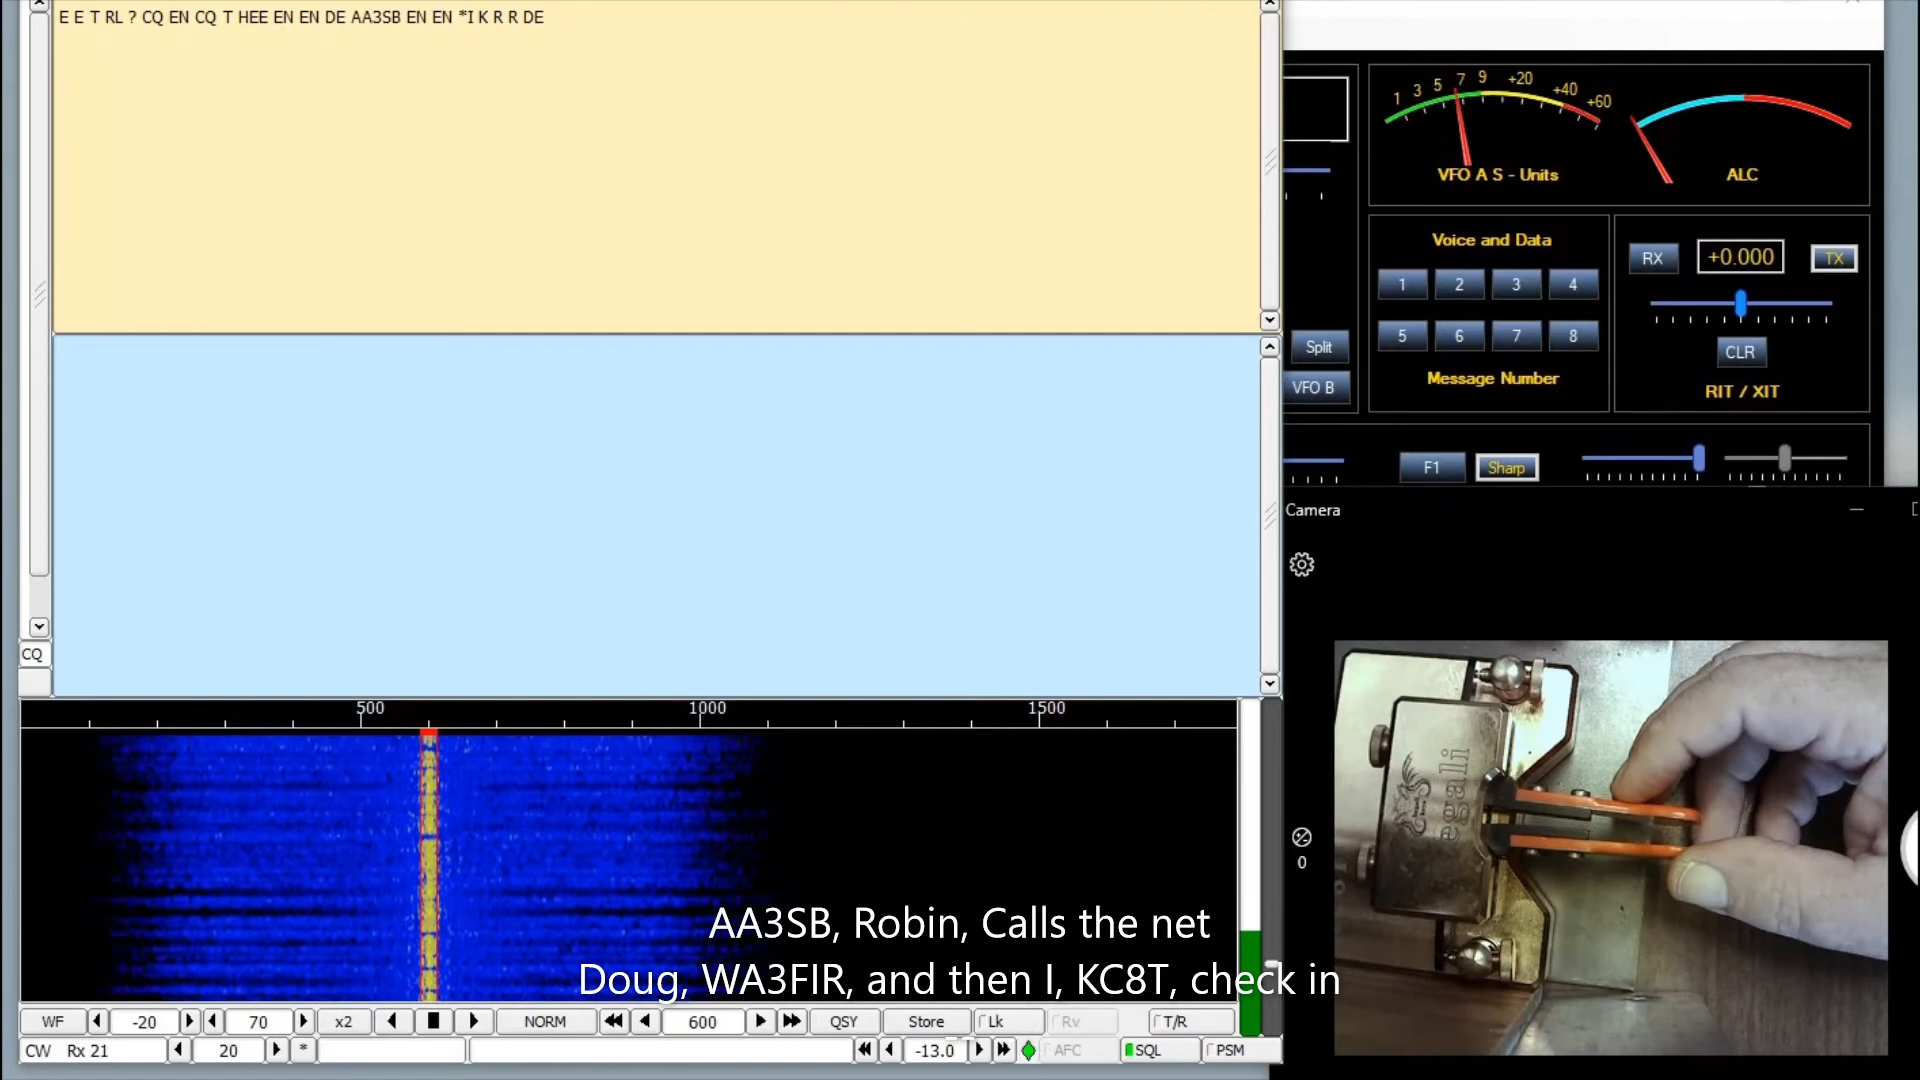 E E T RL ? CQ EN CQ T HEE EN EN DE AA3SB EN EN *I K R R DE
1 3 5 7 9 +20 +40 +60
VFO A S - Units
ALC
Voice and Data
1 2 3 4
5 6 7 8
Message Number
RX +0.000 TX
CLR
RIT / XIT
Split
VFO B
F1 Sharp
Camera
0
egali
CQ
500 1000 1500
AA3SB, Robin, Calls the net
Doug, WA3FIR, and then I, KC8T, check in
WF -20 70 x2 NORM 600 QSY Store Lk Rv T/R
CW Rx 21 20 * -13.0 AFC SQL PSM